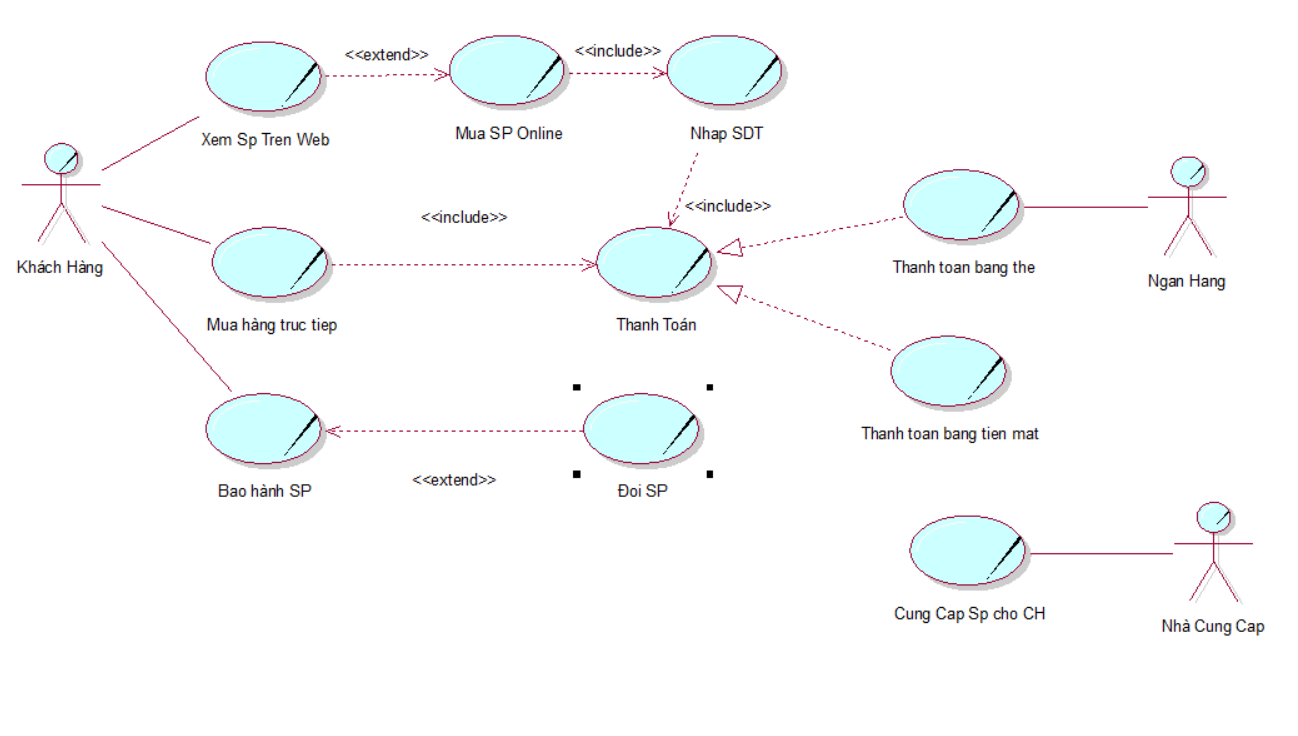 <<extend>>
<<include>>
Xem Sp Tren Web
Mua SP Online
Nhap SDT
Khách Hàng
<<include>>
<<include>>
Mua hàng truc tiep
Thanh Toán
Thanh toan bang the
Ngan Hang
Thanh toan bang tien mat
Bao hành SP
<<extend>>
Đoi SP
Cung Cap Sp cho CH
Nhà Cung Cap